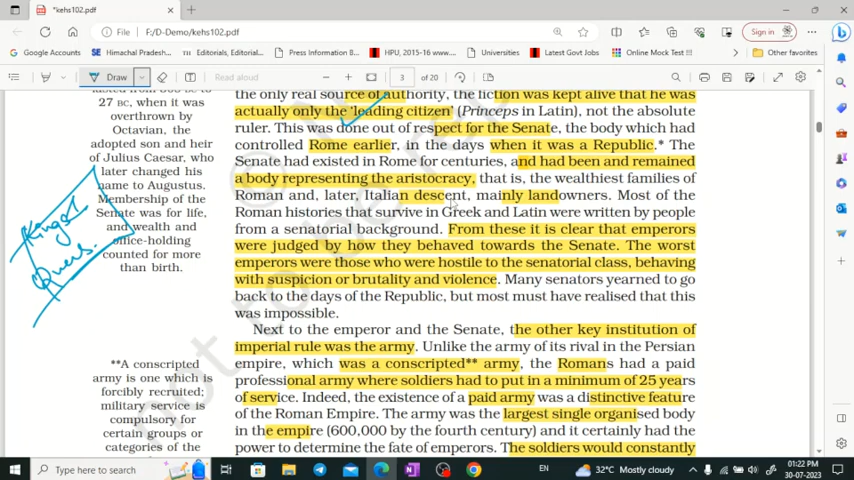 *kehs102.pdf
File
F:/D-Demo/kehs102.pdf
Sign in
Google Accounts
Himachal Pradesh...
Editorials, Editorial...
Press Information B...
HPU, 2015-16 www....
Universities
Latest Govt Jobs
Online Mock Test !!!
Other favorites
Draw
Read aloud
3
of 20
27 BC, when it was
overthrown by
Octavian, the
adopted son and heir
of Julius Caesar, who
later changed his
name to Augustus.
Membership of the
Senate was for life,
and wealth and
office-holding
counted for more
than birth.
Kings
**A conscripted
army is one which is
forcibly recruited;
military service is
compulsory for
certain groups or
categories of the
the only real source of authority, the fiction was kept alive that he was
actually only the 'leading citizen' (Princeps in Latin), not the absolute
ruler. This was done out of respect for the Senate, the body which had
controlled Rome earlier, in the days when it was a Republic.* The
Senate had existed in Rome for centuries, and had been and remained
a body representing the aristocracy, that is, the wealthiest families of
Roman and, later, Italian descent, mainly landowners. Most of the
Roman histories that survive in Greek and Latin were written by people
from a senatorial background. From these it is clear that emperors
were judged by how they behaved towards the Senate. The worst
emperors were those who were hostile to the senatorial class, behaving
with suspicion or brutality and violence. Many senators yearned to go
back to the days of the Republic, but most must have realised that this
was impossible.
Next to the emperor and the Senate, the other key institution of
imperial rule was the army. Unlike the army of its rival in the Persian
empire, which was a conscripted** army, the Romans had a paid
professional army where soldiers had to put in a minimum of 25 years
of service. Indeed, the existence of a paid army was a distinctive feature
of the Roman Empire. The army was the largest single organised body
in the empire (600,000 by the fourth century) and it certainly had the
power to determine the fate of emperors. The soldiers would constantly
not to be
Type here to search
32°C Mostly cloudy
EN
01:22 PM
30-07-2023